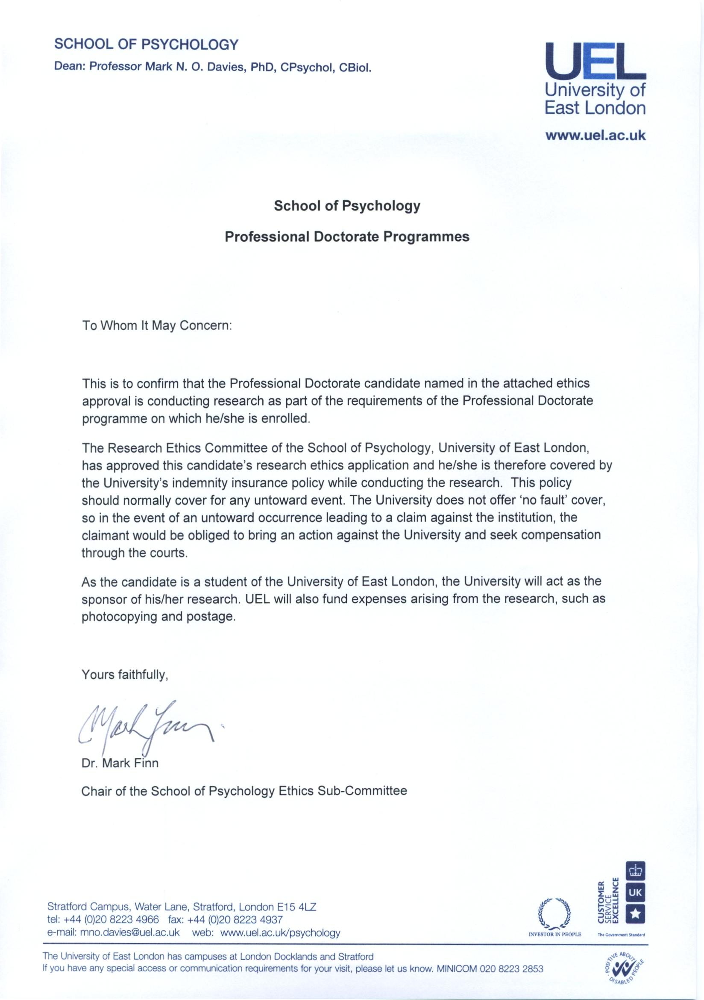 SCHOOL OF PSYCHOLOGY
Dean: Professor Mark N. O. Davies, PhD, CPsychol, CBiol.
UEL
University of
East London
www.uel.ac.uk
School of Psychology
Professional Doctorate Programmes
To Whom It May Concern:
This is to confirm that the Professional Doctorate candidate named in the attached ethics
approval is conducting research as part of the requirements of the Professional Doctorate
programme on which he/she is enrolled.
The Research Ethics Committee of the School of Psychology, University of East London,
has approved this candidate’s research ethics application and he/she is therefore covered by
the University’s indemnity insurance policy while conducting the research.  This policy
should normally cover for any untoward event. The University does not offer ‘no fault’ cover,
so in the event of an untoward occurrence leading to a claim against the institution, the
claimant would be obliged to bring an action against the University and seek compensation
through the courts.
As the candidate is a student of the University of East London, the University will act as the
sponsor of his/her research. UEL will also fund expenses arising from the research, such as
photocopying and postage.
Yours faithfully,
Mark Finn
Dr. Mark Finn
Chair of the School of Psychology Ethics Sub-Committee
Stratford Campus, Water Lane, Stratford, London E15 4LZ
tel: +44 (0)20 8223 4966   fax: +44 (0)20 8223 4937
e-mail: mno.davies@uel.ac.uk   web:  www.uel.ac.uk/psychology
INVESTOR IN PEOPLE
CUSTOMER
SERVICE
EXCELLENCE
UK
The Government Standard
The University of East London has campuses at London Docklands and Stratford
If you have any special access or communication requirements for your visit, please let us know. MINICOM 020 8223 2853
POSITIVE ABOUT
DISABLED PEOPLE